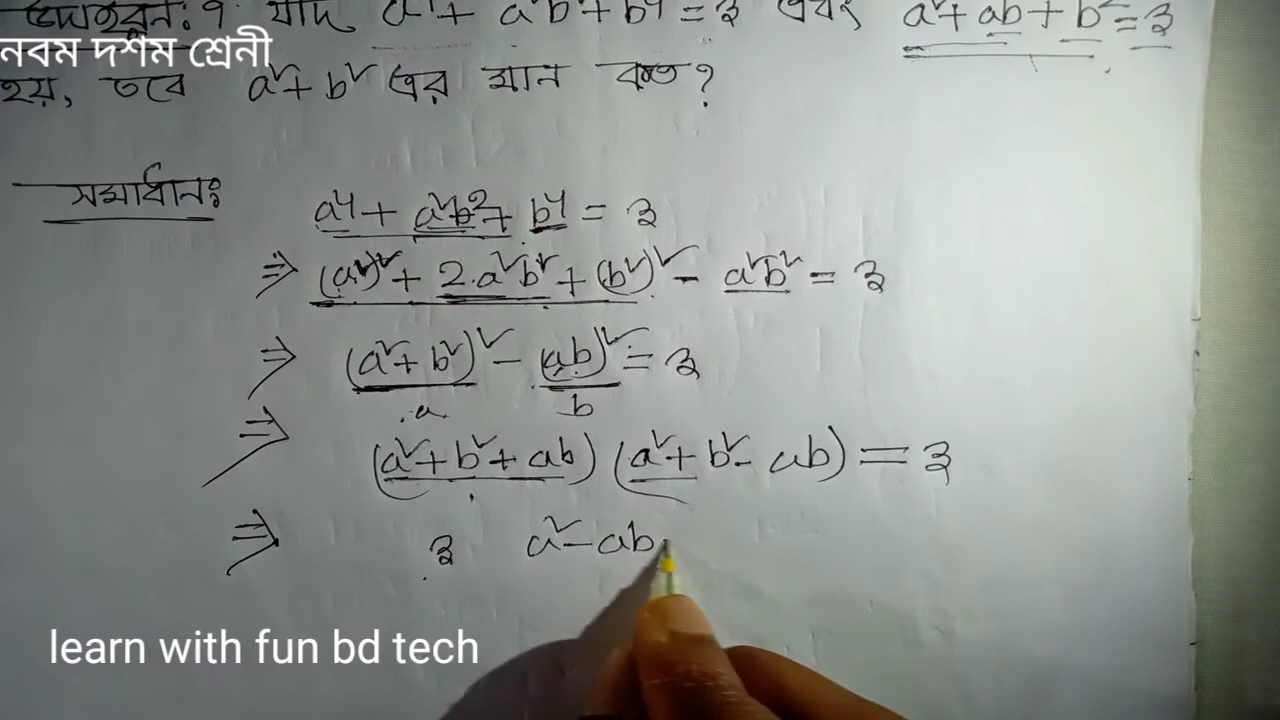 উদাহরণ: ৭ যদি a⁴ + a²b² + b⁴ = ৩ এবং a² + ab + b² = ৩
নবম দশম শ্রেণী
হয়, তবে a² + b² এর মান কত?
সমাধানঃ
a⁴ + a²b² + b⁴ = ৩
⇒ (a²)² + 2.a²b² + (b²)² - a²b² = ৩
⇒ (a² + b²)² - (ab)² = ৩
a b
⇒ (a² + b² + ab) (a² + b² - ab) = ৩
⇒ ৩ a² - ab
learn with fun bd tech